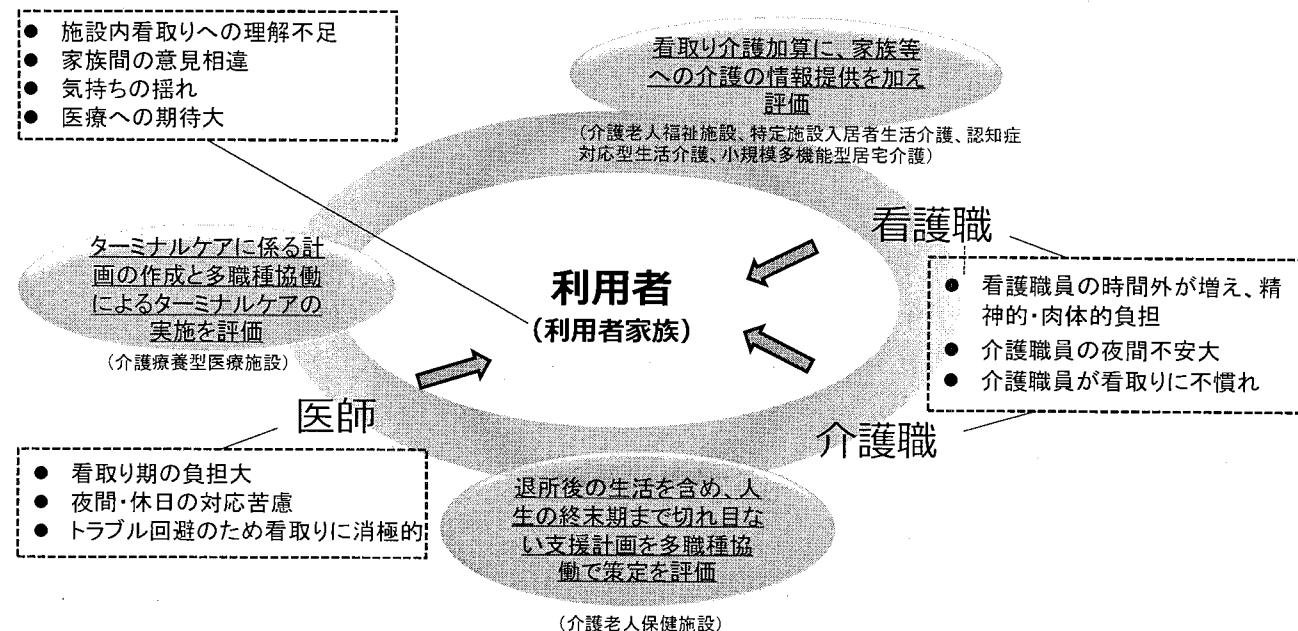 ● 施設内看取りへの理解不足
● 家族間の意見相違
● 気持ちの揺れ
● 医療への期待大
看取り介護加算に、家族等
への介護の情報提供を加え
評価
(介護老人福祉施設、特定施設入居者生活介護、認知症
対応型生活介護、小規模多機能型居宅介護)
ターミナルケアに係る計
画の作成と多職種協働
によるターミナルケアの
実施を評価
(介護療養型医療施設)
利用者
(利用者家族)
看護職
● 看護職員の時間外が増え、精
神的・肉体的負担
● 介護職員の夜間不安大
● 介護職員が看取りに不慣れ
医師
● 看取り期の負担大
● 夜間・休日の対応苦慮
● トラブル回避のため看取りに消極的
介護職
退所後の生活を含め、人
生の終末期まで切れ目な
い支援計画を多職種協
働で策定を評価
(介護老人保健施設)